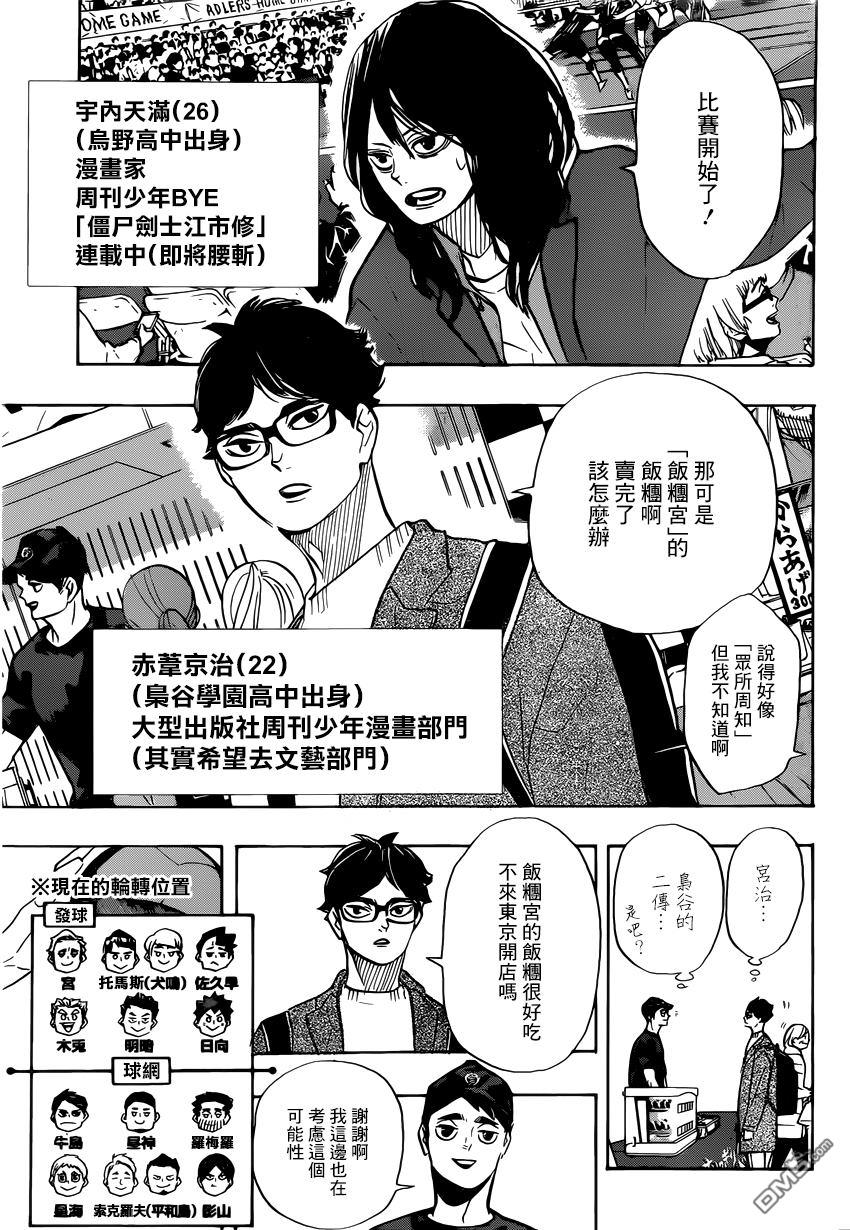 OME GAME
ADLERS HOME GAME
比賽開始了！
宇內天滿(26)
(烏野高中出身)
漫畫家
周刊少年BYE
「僵尸劍士江市修」
連載中(即將腰斬)
那可是
「飯糰宮」的
飯糰啊
賣完了
該怎麼辦
からあげ
300
說得好像
「眾所周知」
但我不知道啊
赤葦京治(22)
(梟谷學園高中出身)
大型出版社周刊少年漫畫部門
(其實希望去文藝部門)
宮治…
梟谷的
二傳…
是吧？
飯糰宮的飯糰很好吃
不來東京開店嗎
謝謝啊
我這邊也在
考慮這個
可能性
※現在的輪轉位置
發球
宮 托馬斯(犬鳴) 佐久早
木兎 明暗 日向
球網
牛島 晝神 羅梅羅
星海 索克羅夫(平和島) 影山
DM5.com